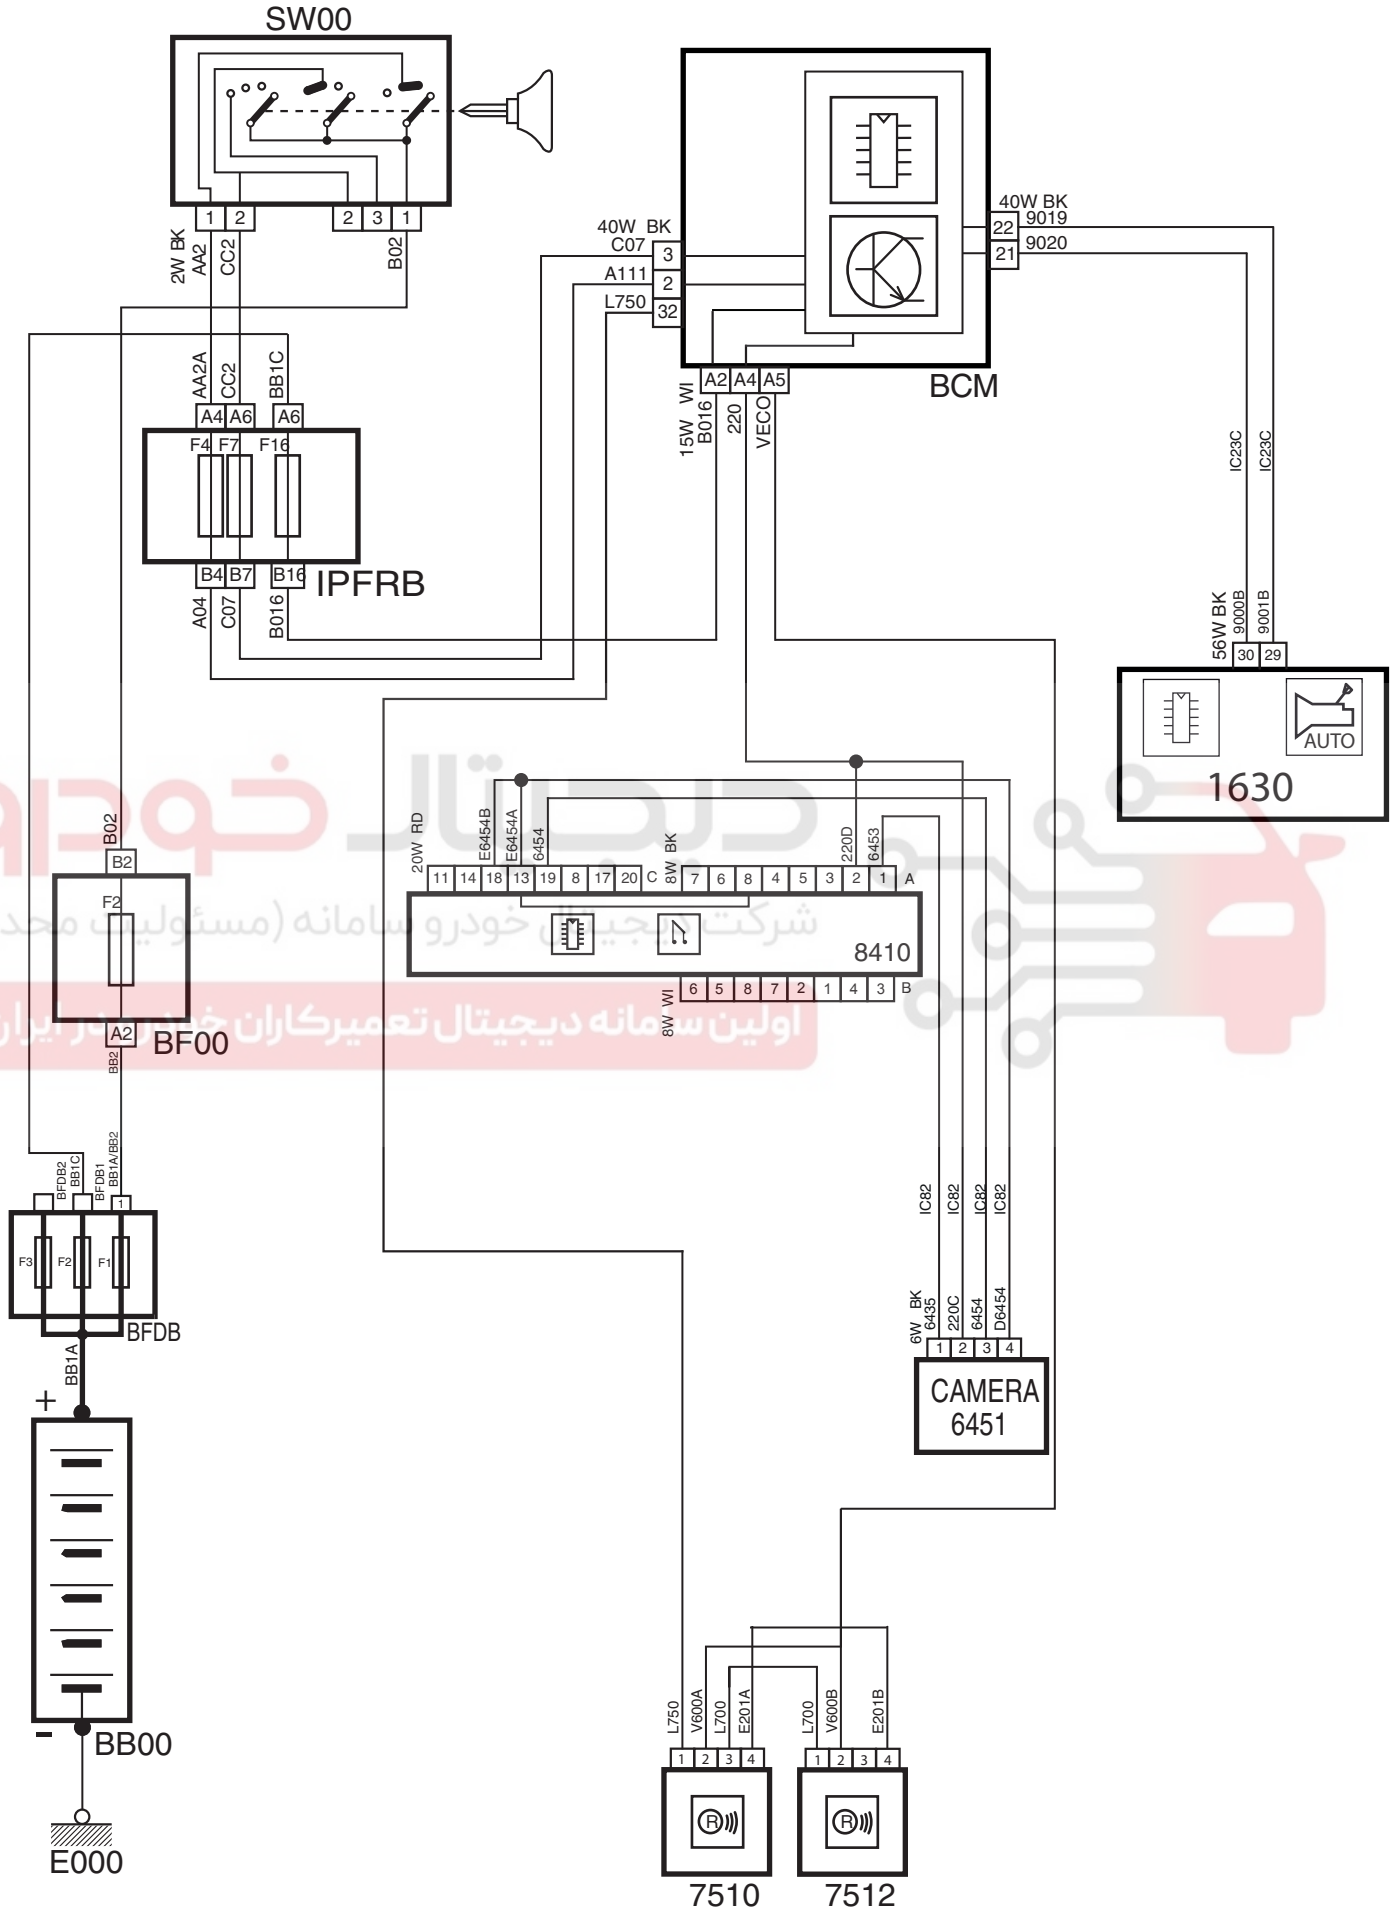 SW00
1 2 2 3 1
2W BK
AA2
CC2
B02
AA2A
CC2
BB1C
A4 A6 A6
F4 F7 F16
B4 B7 B16
IPFRB
A04
C07
B016
40W BK
C07 3
A111 2
L750 32
BCM
A2 A4 A5
15W WI
B016
220
VECO
40W BK
22 9019
21 9020
IC23C
IC23C
56W BK
9000B
9001B
30 29
AUTO
1630
دیجیتال خودرو
شرکت دیجیتال خودرو سامانه (مسئولیت محد
اولین سامانه دیجیتال تعمیرکاران خودرو در ایران
B02
B2
F2
A2
BF00
BB2
20W RD
E6454B
E6454A
6454
8W BK
220D
6453
11 14 18 13 19 8 17 20 C
7 6 8 4 5 3 2 1 A
8410
8W WI
6 5 8 7 2 1 4 3 B
BFDB2
BB1C
BFDB1
BB1A/BB2
1
F3 F2 F1
BFDB
BB1A
+
-
BB00
E000
IC82
IC82
IC82
IC82
6W BK
6435
220C
6454
D6454
1 2 3 4
CAMERA
6451
L750
V600A
L700
E201A
L700
V600B
E201B
1 2 3 4
1 2 3 4
R
R
7510
7512